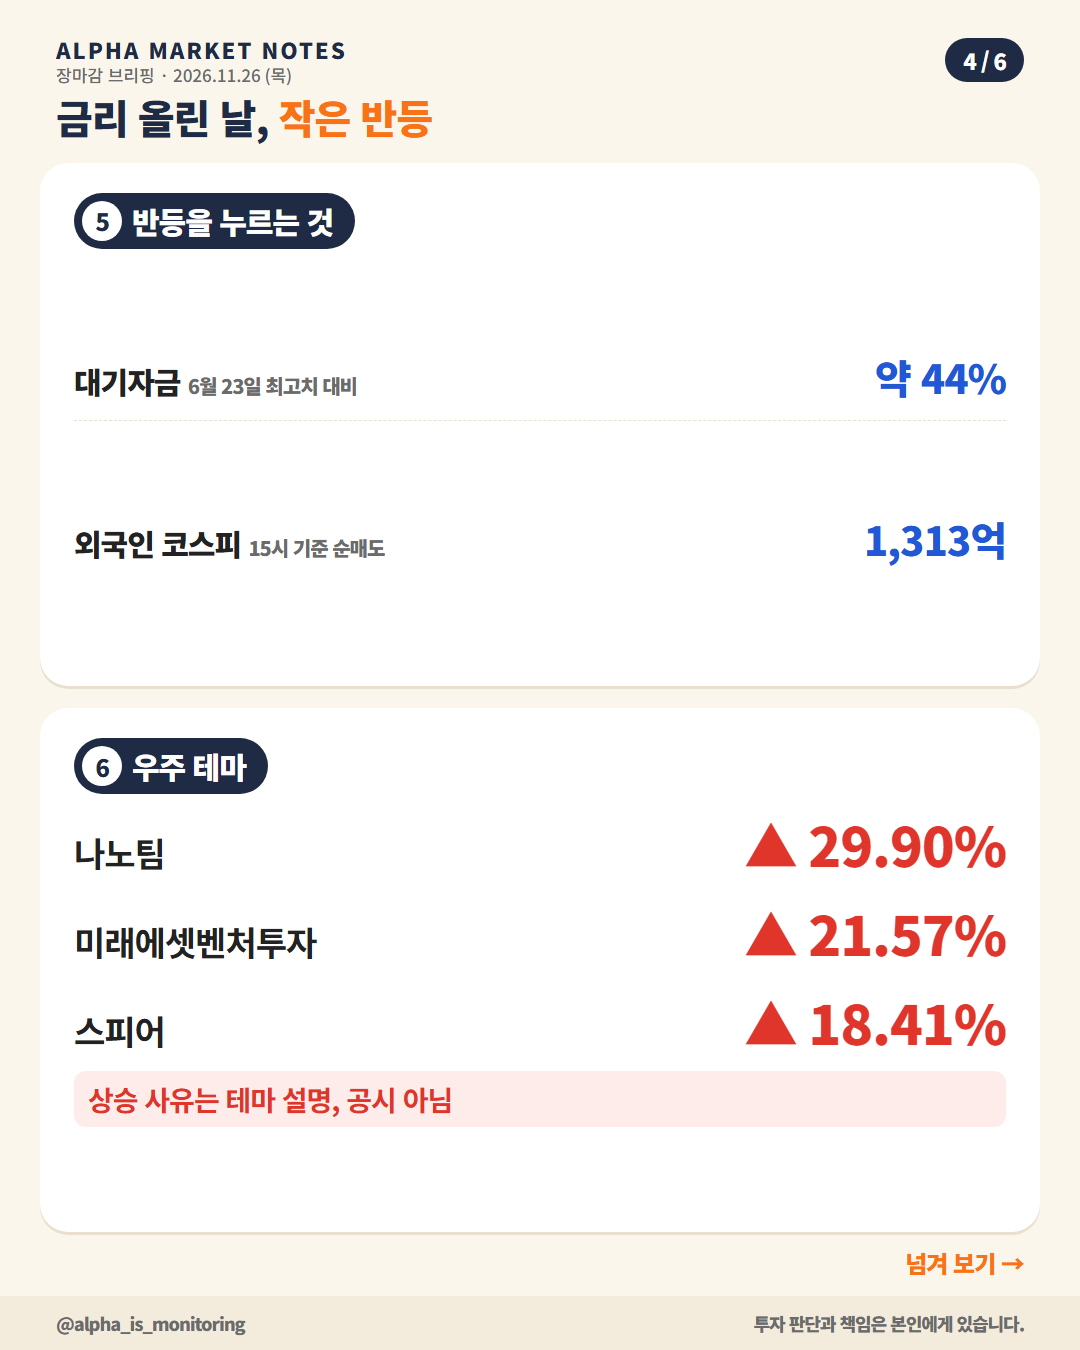 ALPHA MARKET NOTES
장마감 브리핑 · 2026.11.26 (목)
4 / 6
금리 올린 날, 작은 반등
5 반등을 누르는 것
대기자금 6월 23일 최고치 대비 약 44%
외국인 코스피 15시 기준 순매도 1,313억
6 우주 테마
나노팀 ▲ 29.90%
미래에셋벤처투자 ▲ 21.57%
스피어 ▲ 18.41%
상승 사유는 테마 설명, 공시 아님
넘겨 보기 →
@alpha_is_monitoring
투자 판단과 책임은 본인에게 있습니다.